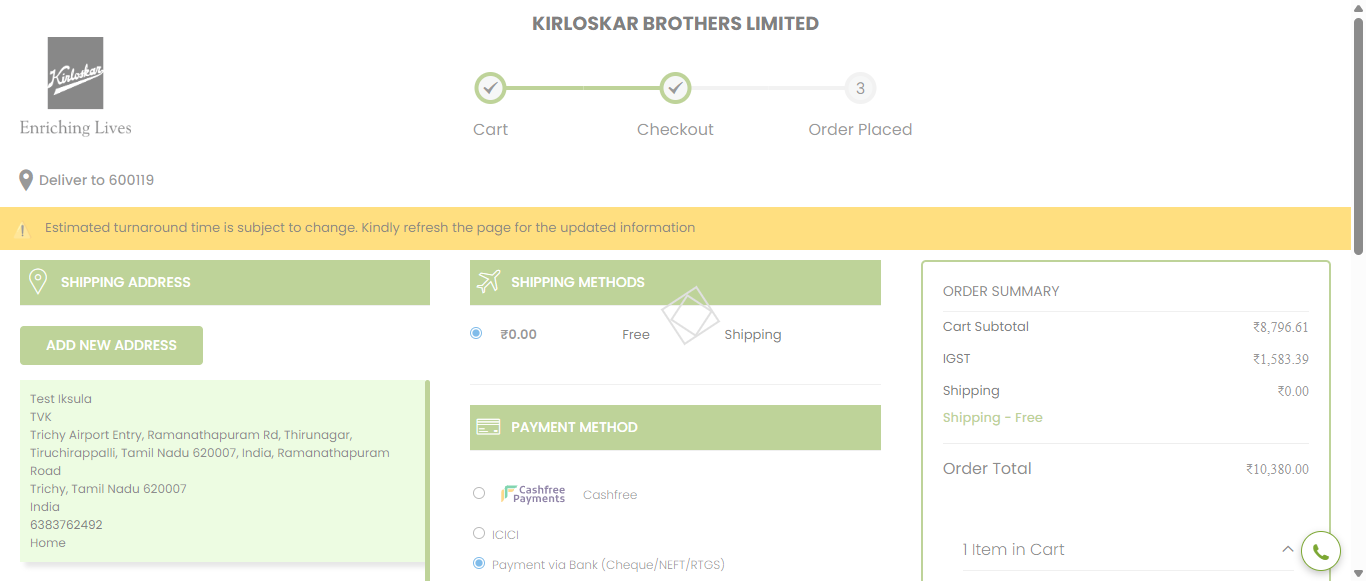 KIRLOSKAR BROTHERS LIMITED
Kirloskar
Enriching Lives
3
Cart
Checkout
Order Placed
Deliver to 600119
Estimated turnaround time is subject to change. Kindly refresh the page for the updated information
SHIPPING ADDRESS
ADD NEW ADDRESS
Test Iksula
TVK
Trichy Airport Entry, Ramanathapuram Rd, Thirunagar,
Tiruchirappalli, Tamil Nadu 620007, India, Ramanathapuram
Road
Trichy, Tamil Nadu 620007
India
6383762492
Home
SHIPPING METHODS
₹0.00 Free Shipping
PAYMENT METHOD
Cashfree
Payments
Cashfree
ICICI
Payment via Bank (Cheque/NEFT/RTGS)
ORDER SUMMARY
Cart Subtotal ₹8,796.61
IGST ₹1,583.39
Shipping ₹0.00
Shipping - Free
Order Total ₹10,380.00
1 Item in Cart